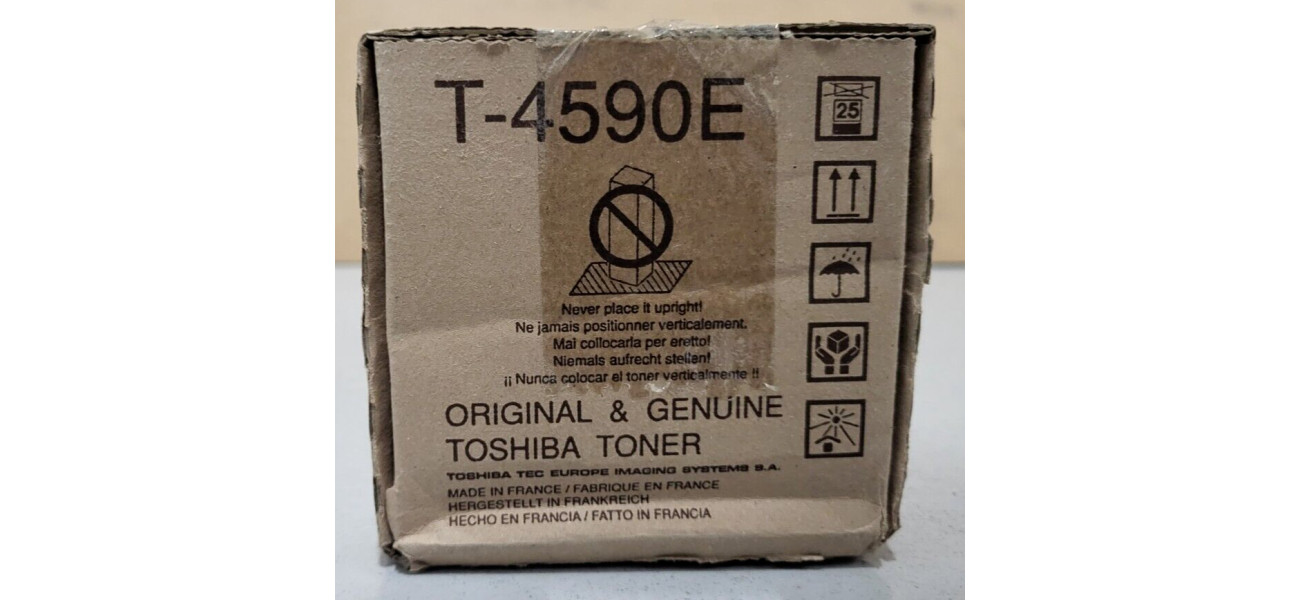 T-4590E
25
Never place it upright!
Ne jamais positionner verticalement.
Mai collocarla per eretto!
Niemals aufrecht stellen!
¡¡ Nunca colocar el toner verticalmente !!
ORIGINAL & GENUINE
TOSHIBA TONER
TOSHIBA TEC EUROPE IMAGING SYSTEMS S.A.
MADE IN FRANCE / FABRIQUE EN FRANCE
HERGESTELLT IN FRANKREICH
HECHO EN FRANCIA / FATTO IN FRANCIA